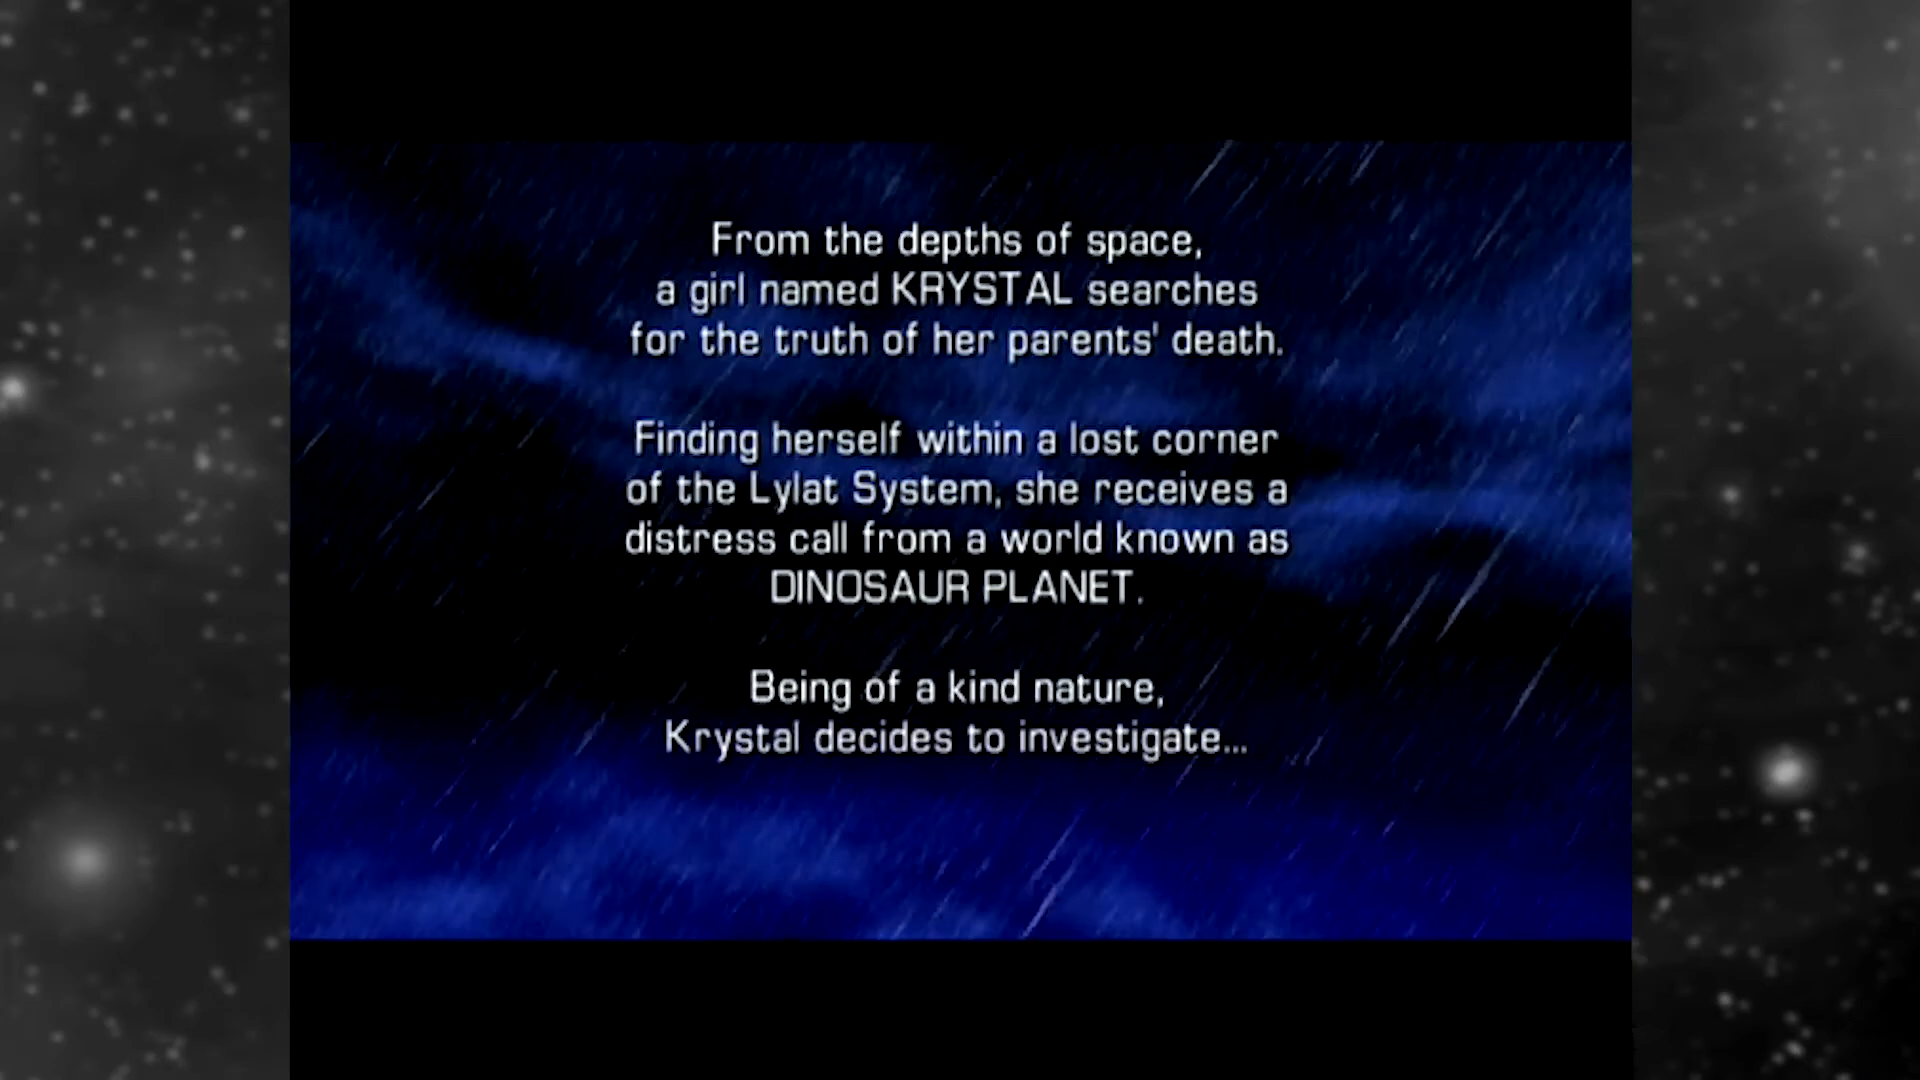 From the depths of space,
a girl named KRYSTAL searches
for the truth of her parents' death.
Finding herself within a lost corner
of the Lylat System, she receives a
distress call from a world known as
DINOSAUR PLANET.
Being of a kind nature,
Krystal decides to investigate...